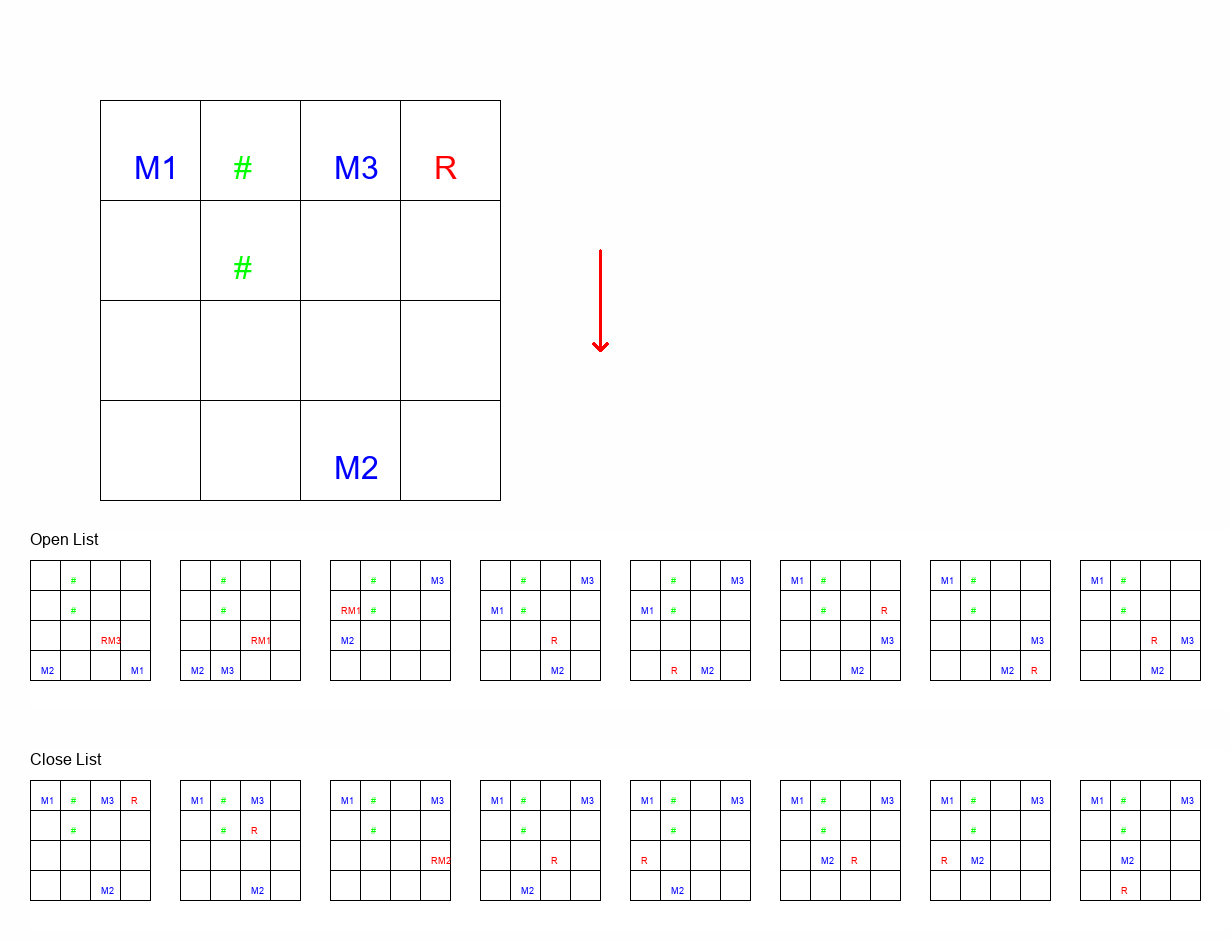 M1 # M3 R
#
M2
Open List
# # # M3 # M3 # M3 M1 # M1 # M1 #
# # RM1 # M1 # M1 # # R # #
RM3 RM1 M2 R M3 M3 R M3
M2 M1 M2 M3 M2 R M2 M2 M2 R M2
Close List
M1 # M3 R M1 # M3 M1 # M3 M1 # M3 M1 # M3 M1 # M3 M1 # M3 M1 # M3
# # R # # # # # #
RM2 R R M2 R R M2 M2
M2 M2 M2 M2 R